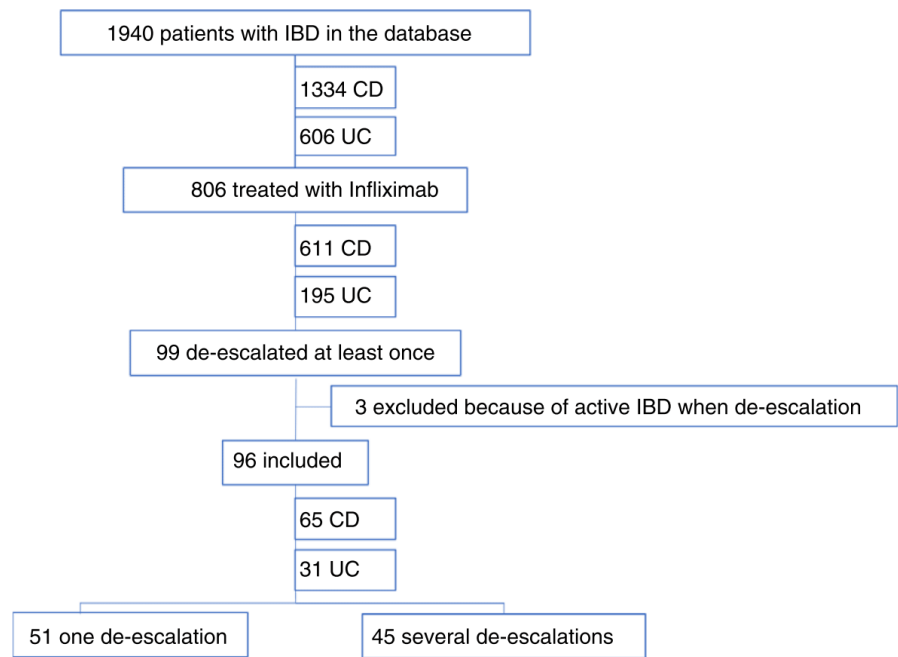 1940 patients with IBD in the database
1334 CD
606 UC
806 treated with Infliximab
611 CD
195 UC
99 de-escalated at least once
3 excluded because of active IBD when de-escalation
96 included
65 CD
31 UC
51 one de-escalation
45 several de-escalations